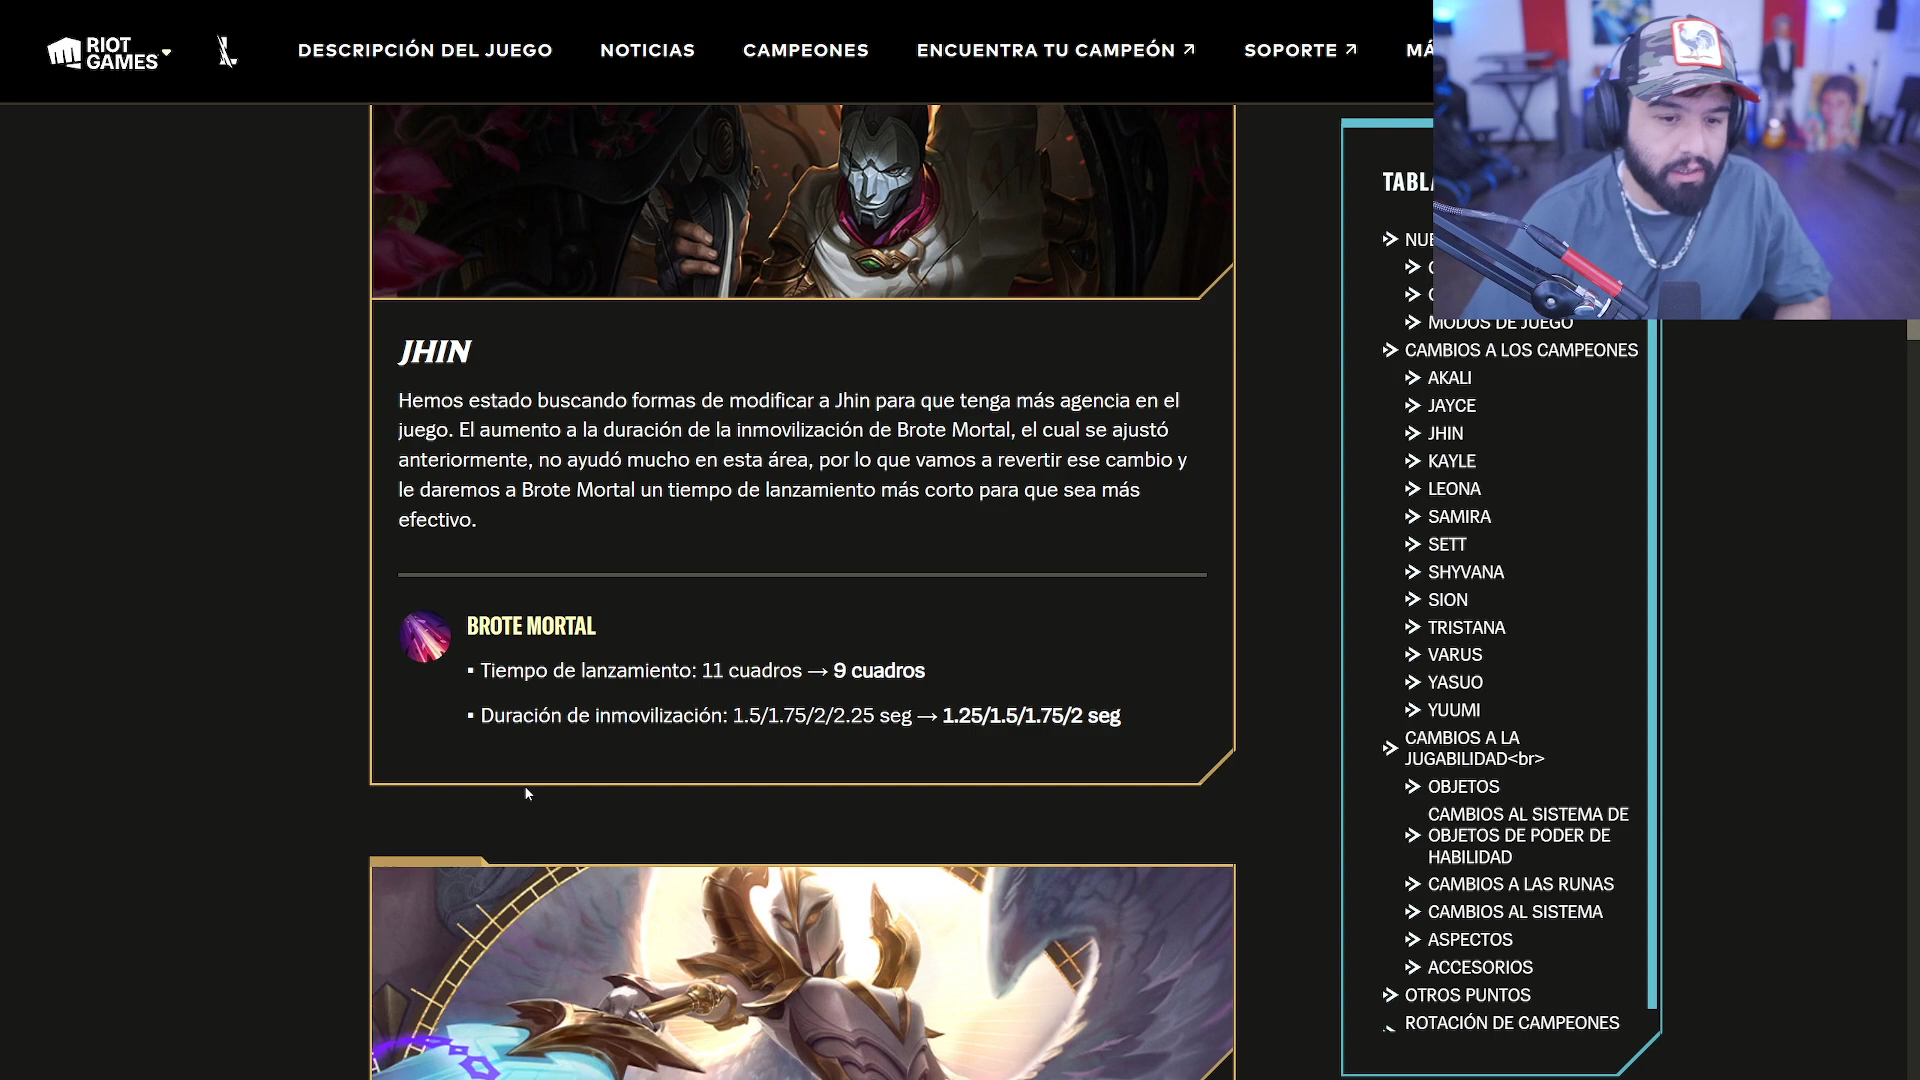 RIOT
GAMES
DESCRIPCIÓN DEL JUEGO
NOTICIAS
CAMPEONES
ENCUENTRA TU CAMPEÓN
SOPORTE
JHIN
Hemos estado buscando formas de modificar a Jhin para que tenga más agencia en el
juego. El aumento a la duración de la inmovilización de Brote Mortal, el cual se ajustó
anteriormente, no ayudó mucho en esta área, por lo que vamos a revertir ese cambio y
le daremos a Brote Mortal un tiempo de lanzamiento más corto para que sea más
efectivo.
BROTE MORTAL
▪ Tiempo de lanzamiento: 11 cuadros → 9 cuadros
▪ Duración de inmovilización: 1.5/1.75/2/2.25 seg → 1.25/1.5/1.75/2 seg
MODOS DE JUEGO
CAMBIOS A LOS CAMPEONES
AKALI
JAYCE
JHIN
KAYLE
LEONA
SAMIRA
SETT
SHYVANA
SION
TRISTANA
VARUS
YASUO
YUUMI
CAMBIOS A LA
JUGABILIDAD<br>
OBJETOS
CAMBIOS AL SISTEMA DE
OBJETOS DE PODER DE
HABILIDAD
CAMBIOS A LAS RUNAS
CAMBIOS AL SISTEMA
ASPECTOS
ACCESORIOS
OTROS PUNTOS
ROTACIÓN DE CAMPEONES